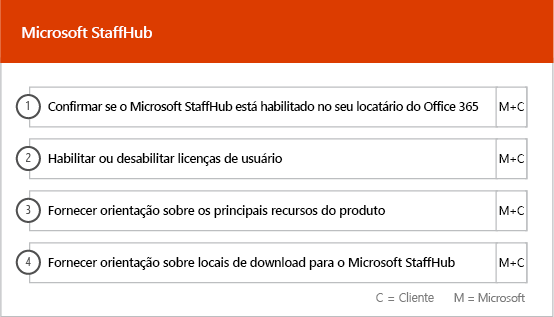 Microsoft StaffHub
1 Confirmar se o Microsoft StaffHub está habilitado no seu locatário do Office 365 M+C
2 Habilitar ou desabilitar licenças de usuário M+C
3 Fornecer orientação sobre os principais recursos do produto M+C
4 Fornecer orientação sobre locais de download para o Microsoft StaffHub M+C
C = Cliente M = Microsoft